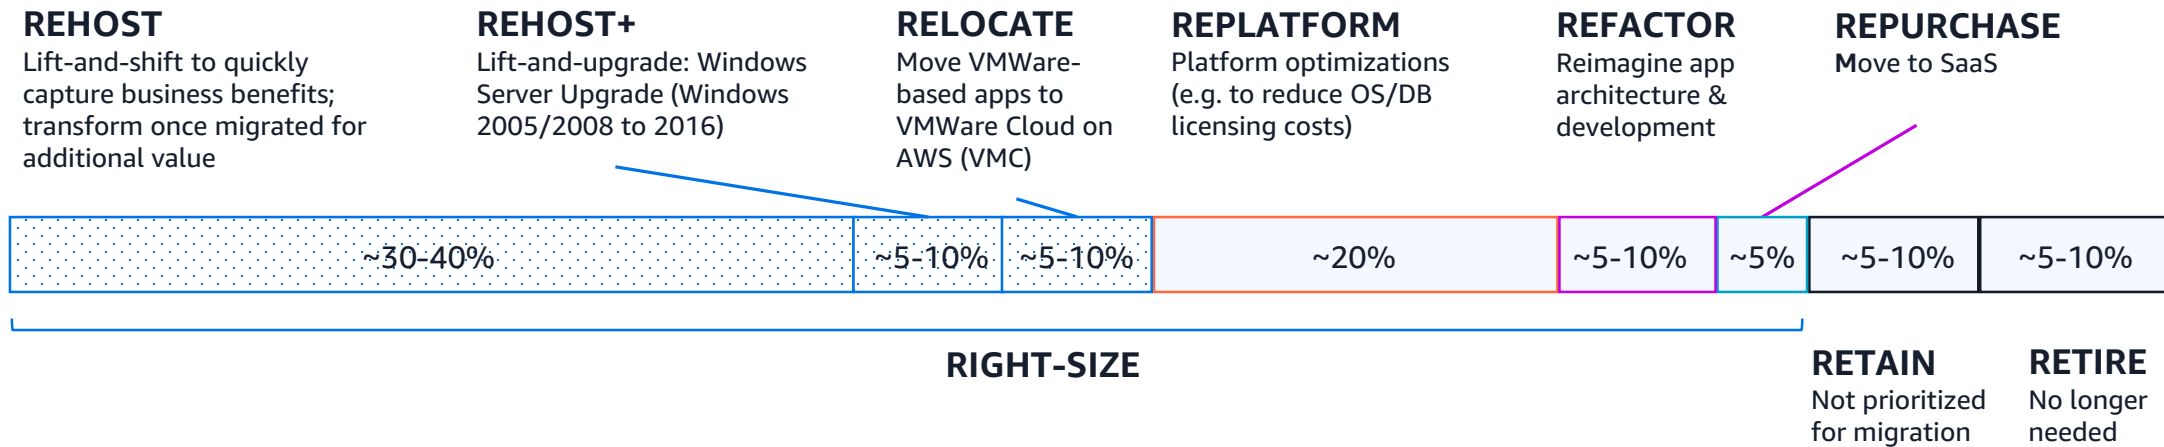 REHOST
Lift-and-shift to quickly
capture business benefits;
transform once migrated for
additional value
REHOST+
Lift-and-upgrade: Windows
Server Upgrade (Windows
2005/2008 to 2016)
RELOCATE
Move VMWare-
based apps to
VMWare Cloud on
AWS (VMC)
REPLATFORM
Platform optimizations
(e.g. to reduce OS/DB
licensing costs)
REFACTOR
Reimagine app
architecture &
development
REPURCHASE
Move to SaaS
~30-40%
~5-10%
~5-10%
~20%
~5-10%
~5%
~5-10%
~5-10%
RIGHT-SIZE
RETAIN
Not prioritized
for migration
RETIRE
No longer
needed